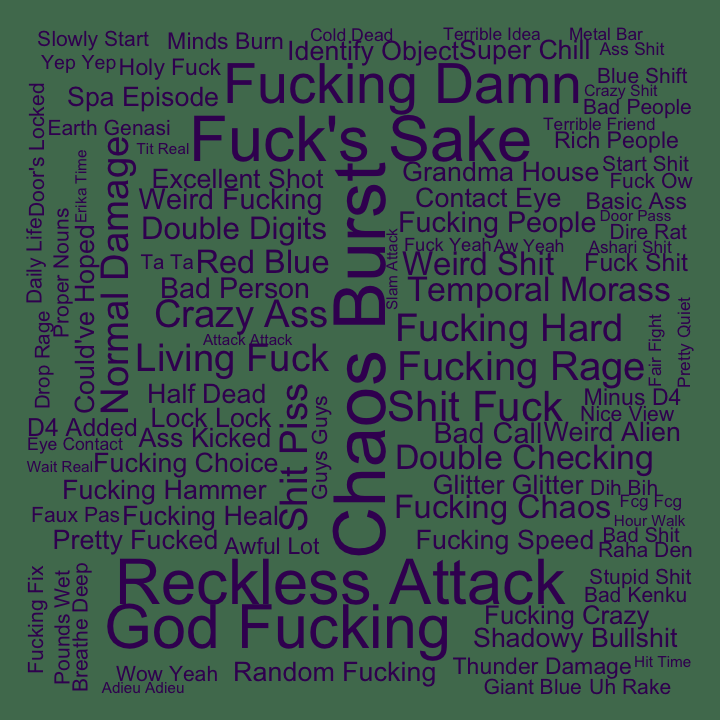 Slowly Start
Minds Burn
Cold Dead
Terrible Idea
Metal Bar
Identify Object
Super Chill
Ass Shit
Yep Yep
Holy Fuck
Fucking Damn
Blue Shift
Crazy Shit
Spa Episode
Bad People
Earth Genasi
Fuck's Sake
Terrible Friend
Rich People
Tit Real
Door's Locked
Erika Time
Normal Damage
Excellent Shot
Grandma House
Start Shit
Fuck Ow
Weird Fucking
Contact Eye
Basic Ass
Double Digits
Fucking People
Door Pass
Dire Rat
Daily Life
Proper Nouns
Could've Hoped
Chaos Burst
Slam Attack
Fuck Yeah
Aw Yeah
Ashari Shit
Ta Ta
Red Blue
Weird Shit
Fuck Shit
Bad Person
Temporal Morass
Crazy Ass
Fucking Hard
Attack Attack
Drop Rage
Living Fuck
Fucking Rage
Fair Fight
Pretty Quiet
Half Dead
Shit Fuck
Minus D4
Nice View
D4 Added
Lock Lock
Shit Piss
Guys Guys
Bad Call
Weird Alien
Eye Contact
Ass Kicked
Wait Real
Fucking Choice
Double Checking
Fucking Hammer
Glitter Glitter
Dih Bih
Faux Pas
Fucking Heal
Fucking Chaos
Fcg Fcg
Hour Walk
Pretty Fucked
Awful Lot
Fucking Speed
Bad Shit
Raha Den
Fucking Fix
Pounds Wet
Breathe Deep
Reckless Attack
Stupid Shit
Bad Kenku
God Fucking
Fucking Crazy
Shadowy Bullshit
Wow Yeah
Random Fucking
Thunder Damage
Hit Time
Adieu Adieu
Giant Blue
Uh Rake